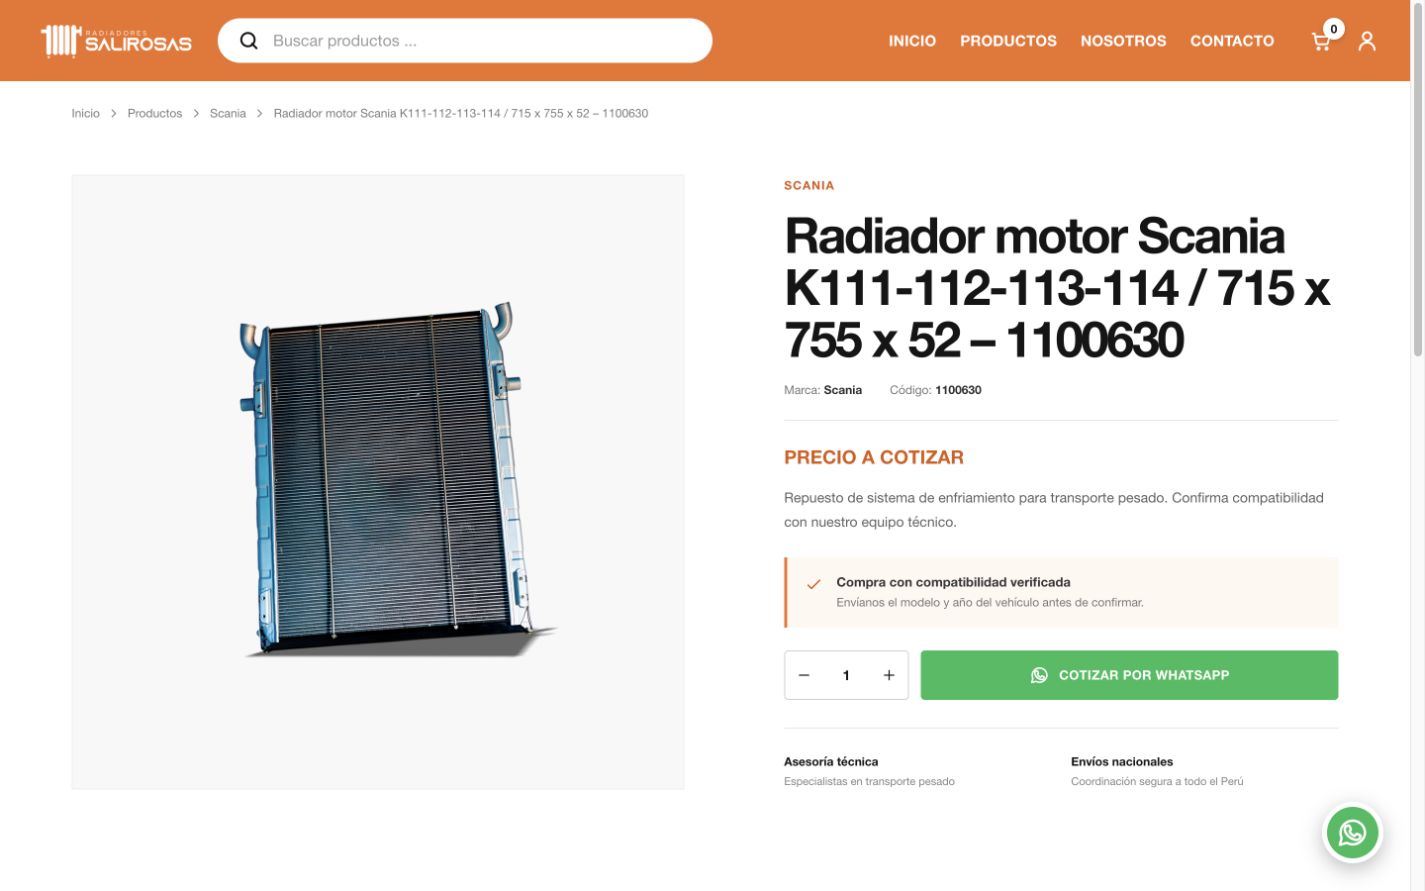 RADIADORES
SALIROSAS
Buscar productos ...
INICIO
PRODUCTOS
NOSOTROS
CONTACTO
0
Inicio > Productos > Scania > Radiador motor Scania K111-112-113-114 / 715 x 755 x 52 – 1100630
SCANIA
Radiador motor Scania
K111-112-113-114 / 715 x
755 x 52 – 1100630
Marca: Scania
Código: 1100630
PRECIO A COTIZAR
Repuesto de sistema de enfriamiento para transporte pesado. Confirma compatibilidad
con nuestro equipo técnico.
Compra con compatibilidad verificada
Envíanos el modelo y año del vehículo antes de confirmar.
− 1 +
COTIZAR POR WHATSAPP
Asesoría técnica
Especialistas en transporte pesado
Envíos nacionales
Coordinación segura a todo el Perú